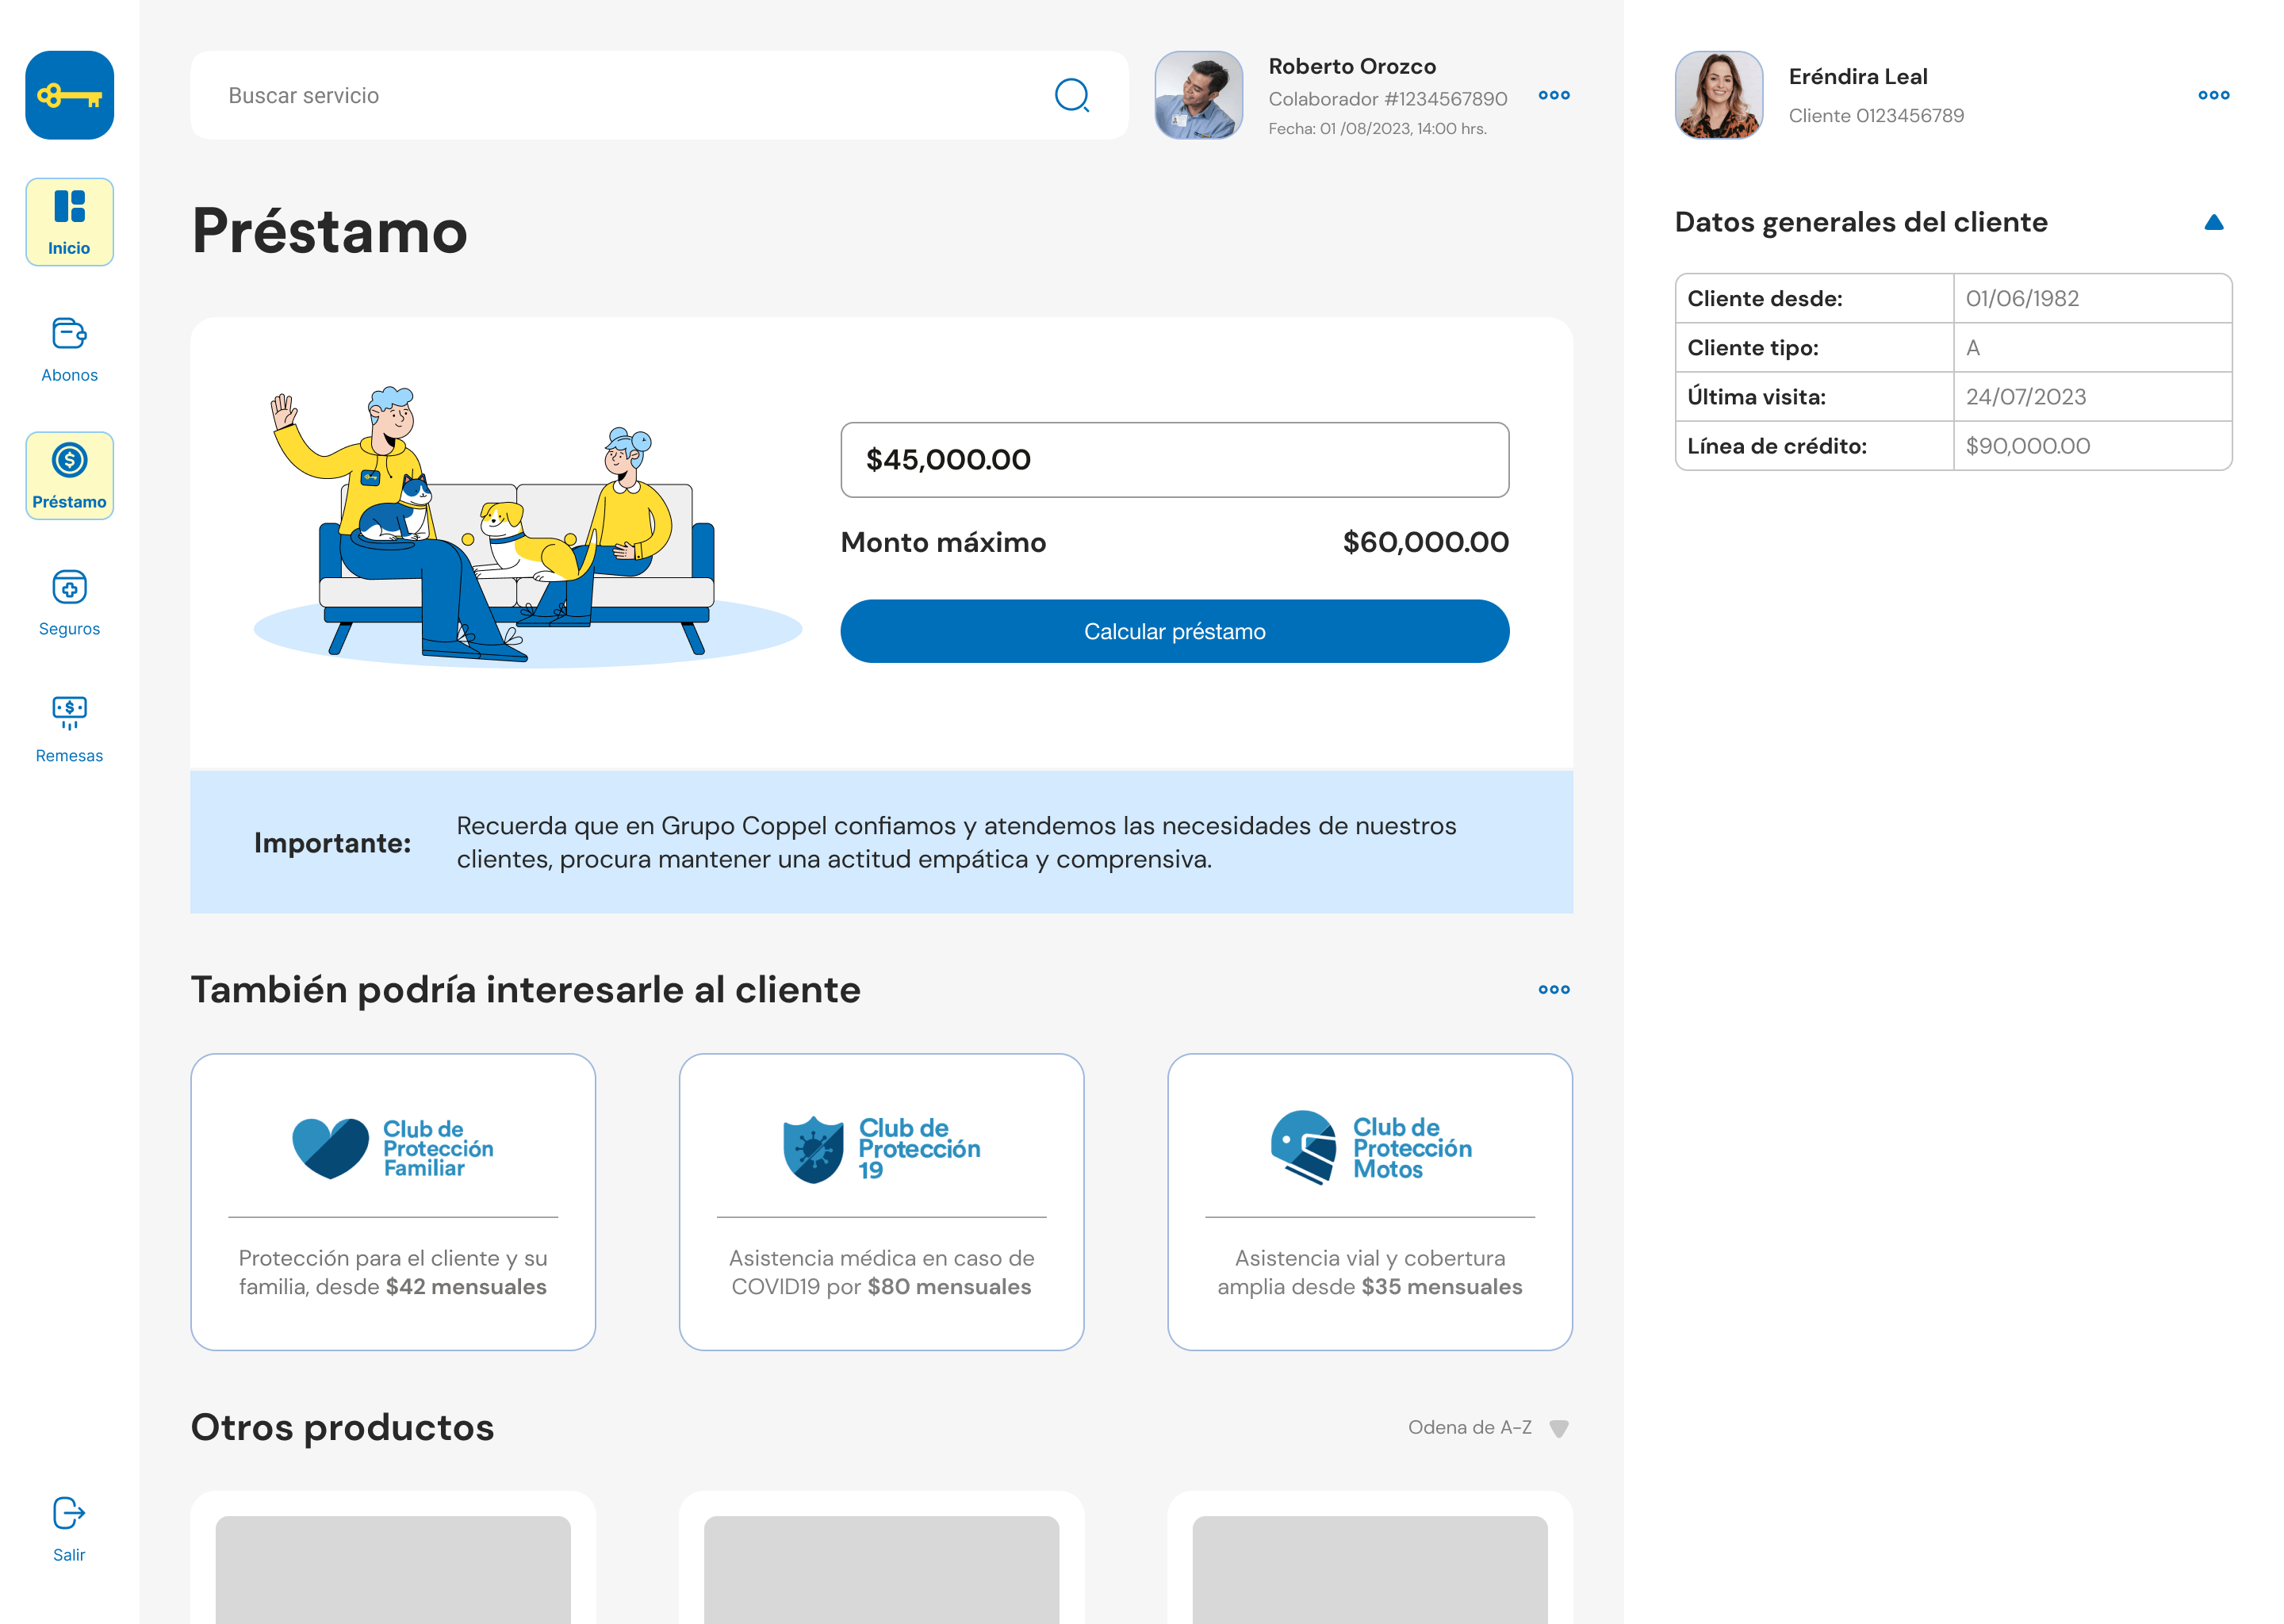 Buscar servicio
Roberto Orozco
Colaborador #1234567890
Fecha: 01 /08/2023, 14:00 hrs.
Eréndira Leal
Cliente 0123456789
Inicio
Abonos
Préstamo
Seguros
Remesas
Salir
Préstamo
$45,000.00
Monto máximo $60,000.00
Calcular préstamo
Importante:
Recuerda que en Grupo Coppel confiamos y atendemos las necesidades de nuestros
clientes, procura mantener una actitud empática y comprensiva.
También podría interesarle al cliente
Club de
Protección
Familiar
Protección para el cliente y su
familia, desde $42 mensuales
Club de
Protección
19
Asistencia médica en caso de
COVID19 por $80 mensuales
Club de
Protección
Motos
Asistencia vial y cobertura
amplia desde $35 mensuales
Otros productos
Odena de A-Z
Datos generales del cliente
Cliente desde: 01/06/1982
Cliente tipo: A
Última visita: 24/07/2023
Línea de crédito: $90,000.00